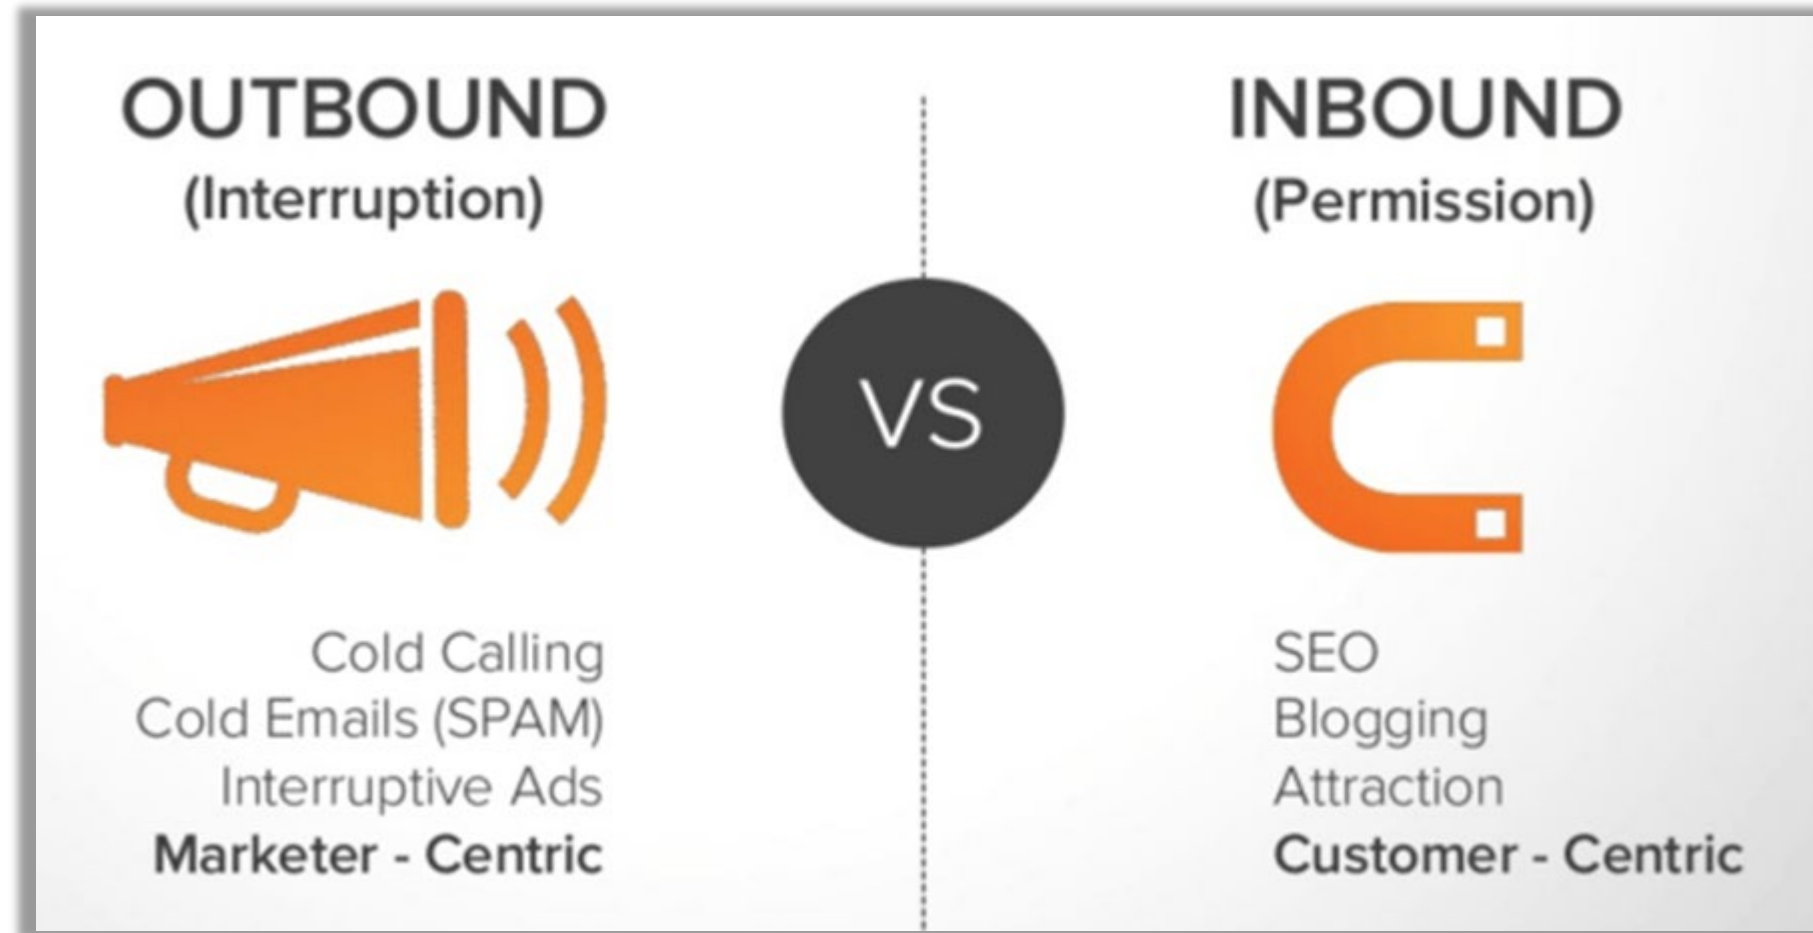 OUTBOUND
(Interruption)
Cold Calling
Cold Emails (SPAM)
Interruptive Ads
Marketer - Centric
VS
INBOUND
(Permission)
SEO
Blogging
Attraction
Customer - Centric